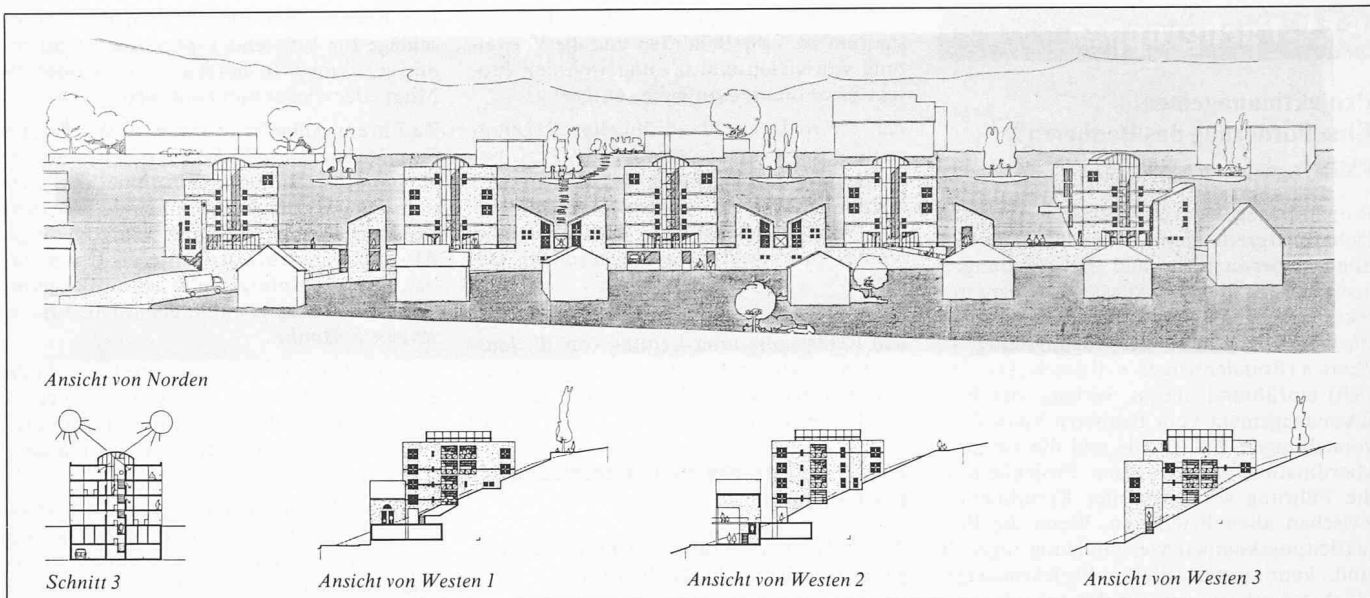 Ansicht von Norden
Schnitt 3
Ansicht von Westen 1
Ansicht von Westen 2
Ansicht von Westen 3